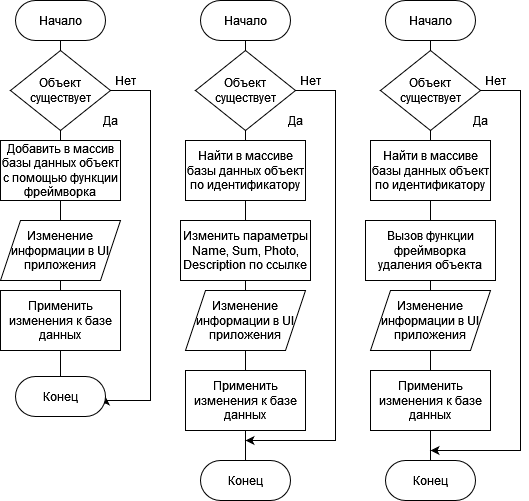 Начало
Объект
существует
Нет
Да
Добавить в массив
базы данных объект
с помощью функции
фреймворка
Изменение
информации в UI
приложения
Применить
изменения к базе
данных
Конец
Начало
Объект
существует
Нет
Да
Найти в массиве
базы данных объект
по идентификатору
Изменить параметры
Name, Sum, Photo,
Description по ссылке
Изменение
информации в UI
приложения
Применить
изменения к базе
данных
Конец
Начало
Объект
существует
Нет
Да
Найти в массиве
базы данных объект
по идентификатору
Вызов функции
фреймворка
удаления объекта
Изменение
информации в UI
приложения
Применить
изменения к базе
данных
Конец